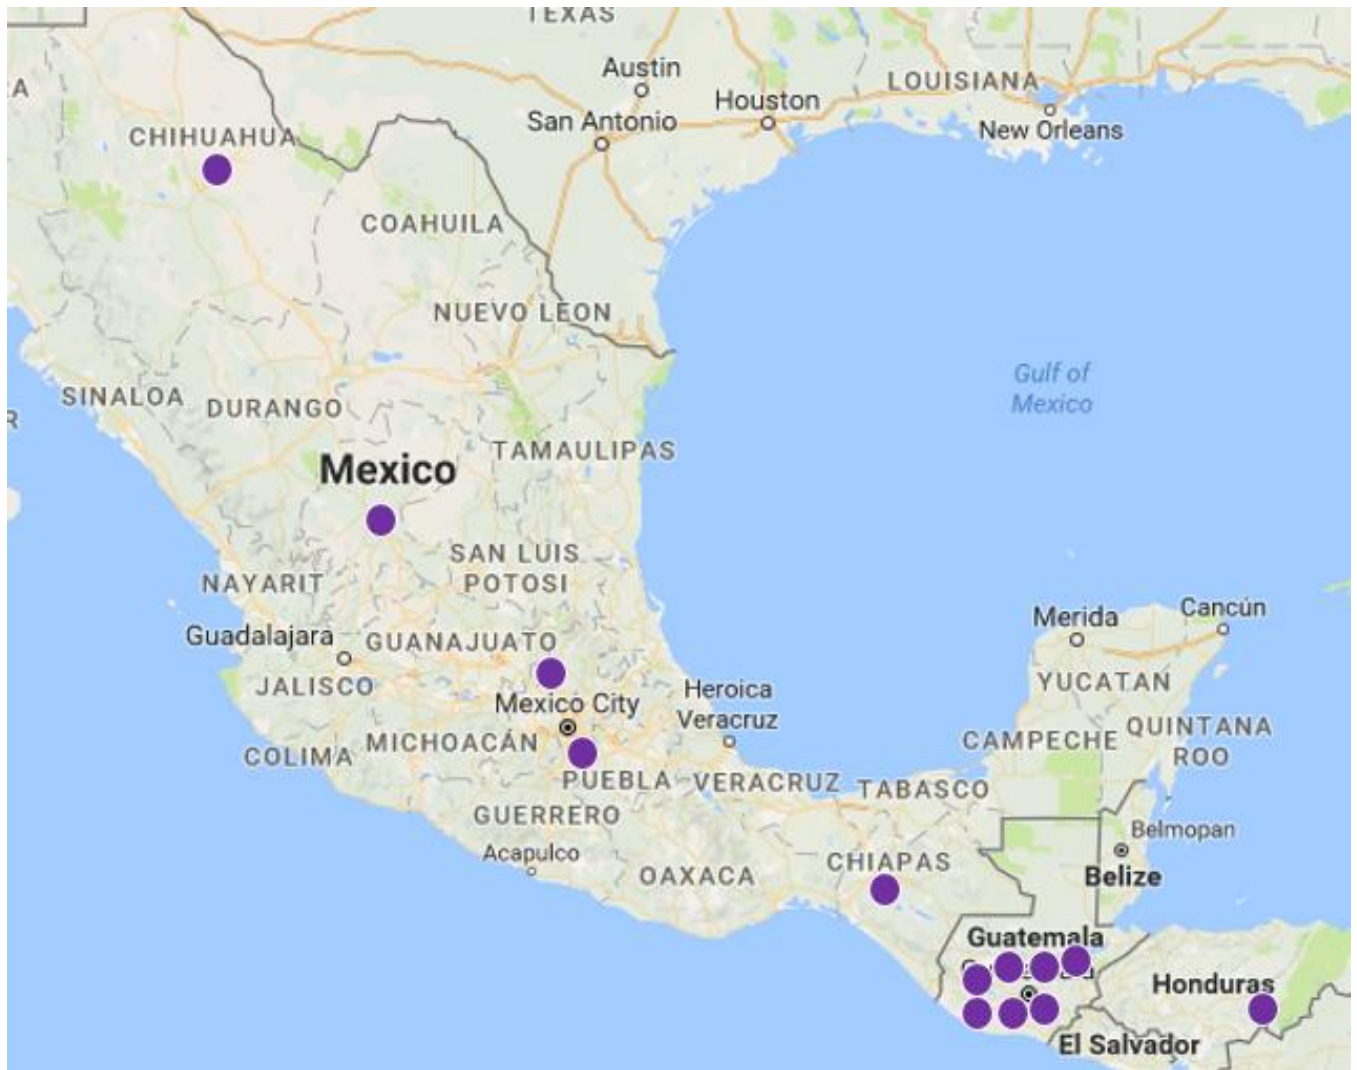 TEXAS
Austin
Houston
LOUISIANA
San Antonio
New Orleans
CHIHUAHUA
COAHUILA
NUEVO LEON
Gulf of
Mexico
SINALOA
DURANGO
TAMAULIPAS
Mexico
SAN LUIS
POTOSI
NAYARIT
Guadalajara
GUANAJUATO
JALISCO
Mexico City
Heroica
Veracruz
COLIMA
MICHOACÁN
PUEBLA
VERACRUZ
TABASCO
GUERRERO
Acapulco
OAXACA
CHIAPAS
Merida
Cancún
YUCATAN
CAMPECHE
QUINTANA
ROO
Belmopan
Belize
Guatemala
Honduras
El Salvador